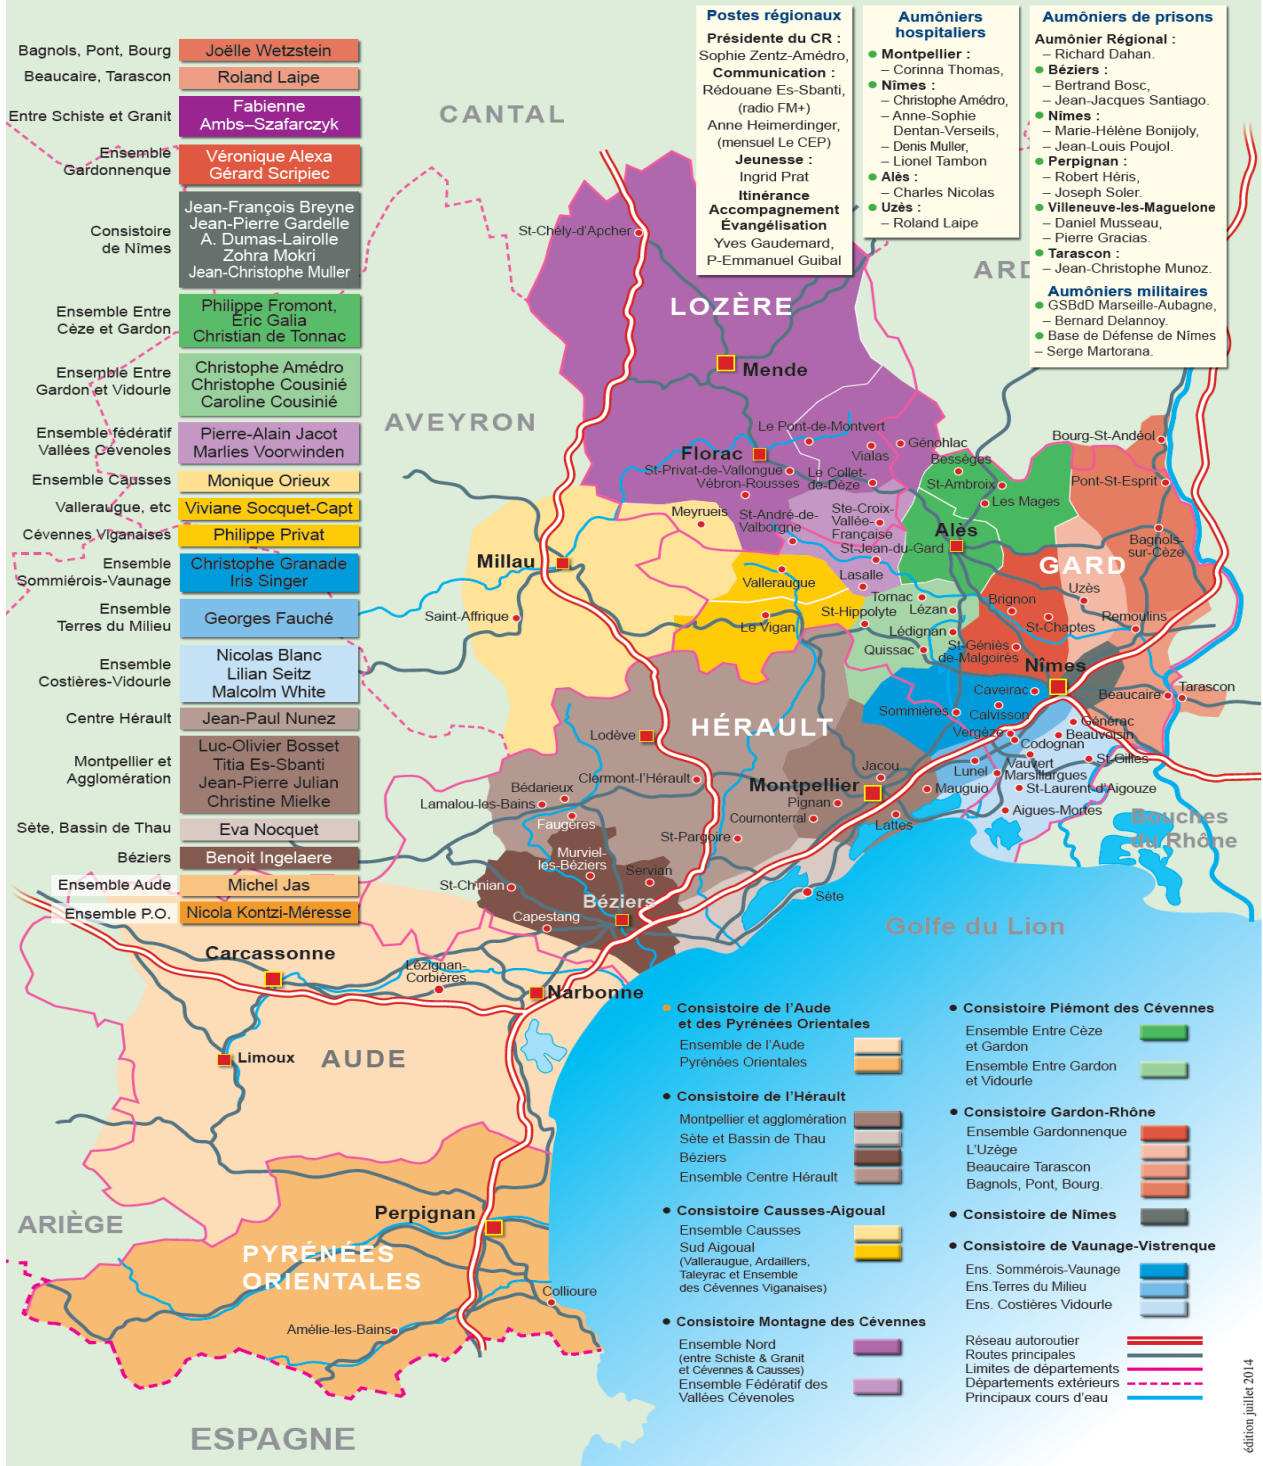 Bagnols, Pont, Bourg
Joëlle Wetzstein
Beaucaire, Tarascon
Roland Laipe
Entre Schiste et Granit
Fabienne
Ambs–Szafarczyk
Ensemble
Gardonnenque
Véronique Alexa
Gérard Scripiec
Consistoire
de Nîmes
Jean-François Breyne
Jean-Pierre Gardelle
A. Dumas-Lairolle
Zohra Mokri
Jean-Christophe Muller
Ensemble Entre
Cèze et Gardon
Philippe Fromont,
Éric Galia
Christian de Tonnac
Ensemble Entre
Gardon et Vidourle
Christophe Amédro
Christophe Cousinié
Caroline Cousinié
Ensemble fédératif
Vallées Cévenoles
Pierre-Alain Jacot
Marlies Voorwinden
Ensemble Causses
Monique Orieux
Valleraugue, etc
Viviane Socquet-Capt
Cévennes Viganaises
Philippe Privat
Ensemble
Sommiérois-Vaunage
Christophe Granade
Iris Singer
Ensemble
Terres du Milieu
Georges Fauché
Ensemble
Costières-Vidourle
Nicolas Blanc
Lilian Seitz
Malcolm White
Centre Hérault
Jean-Paul Nunez
Montpellier et
Agglomération
Luc-Olivier Bosset
Titia Es-Sbanti
Jean-Pierre Julian
Christine Mielke
Sète, Bassin de Thau
Eva Nocquet
Béziers
Benoit Ingelaere
Ensemble Aude
Michel Jas
Ensemble P.O.
Nicola Kontzi-Méresse
Postes régionaux
Présidente du CR :
Sophie Zentz-Amédro,
Communication :
Rédouane Es-Sbanti,
(radio FM+)
Anne Heimerdinger,
(mensuel Le CEP)
Jeunesse :
Ingrid Prat
Itinérance
Accompagnement
Évangélisation
Yves Gaudemard,
P-Emmanuel Guibal
Aumôniers
hospitaliers
Montpellier :
– Corinna Thomas,
Nîmes :
– Christophe Amédro,
– Anne-Sophie
Dentan-Verseils,
– Denis Muller,
– Lionel Tambon
Alès :
– Charles Nicolas
Uzès :
– Roland Laipe
Aumôniers de prisons
Aumônier Régional :
– Richard Dahan.
Béziers :
– Bertrand Bosc,
– Jean-Jacques Santiago.
Nîmes :
– Marie-Hélène Bonijoly,
– Jean-Louis Poujol.
Perpignan :
– Robert Héris,
– Joseph Soler.
Villeneuve-les-Maguelone
– Daniel Musseau,
– Pierre Gracias.
Tarascon :
– Jean-Christophe Munoz.
Aumôniers militaires
GSBdD Marseille-Aubagne,
– Bernard Delannoy.
Base de Défense de Nîmes
– Serge Martorana.
CANTAL
St-Chély-d'Apcher
ARD
LOZÈRE
Mende
AVEYRON
Le Pont-de-Montvert
Florac
Vialas
Génohlac
Bourg-St-Andéol
St-Privat-de-Vallongue
Vébron-Rousses
Le Collet-
de-Dèze
Bessèges
St-Ambroix
Les Mages
Pont-St-Esprit
Meyrueis
St-André-de-
Valborgne
Ste-Croix-
Vallée-
Française
St-Jean-du-Gard
Alès
Bagnols-
sur-Cèze
Millau
GARD
Valleraugue
Lasalle
Tornac
Lézan
Brignon
Uzès
Saint-Affrique
Le Vigan
St-Hippolyte
Lédignan
St-Chaptes
Remoulins
Quissac
St-Géniès
de-Malgoirès
Nîmes
HÉRAULT
Caveirac
Beaucaire
Tarascon
Sommières
Calvisson
Générac
Lodève
Vergèze
Beauvoisin
Codognan
Vauvert
St-Gilles
Clermont-l'Hérault
Jacou
Lunel
Marsillargues
Bédarieux
Montpellier
Mauguio
St-Laurent-d'Aigouze
Lamalou-les-Bains
Pignan
Aigues-Mortes
Faugères
Cournonterral
Lattes
Bouches
du Rhône
St-Pargoire
Murviel-
les-Béziers
Servian
St-Chinian
Béziers
Sète
Capestang
Golfe du Lion
Carcassonne
Lézignan-
Corbières
Narbonne
Limoux
AUDE
ARIÈGE
Perpignan
PYRÉNÉES
ORIENTALES
Collioure
Amélie-les-Bains
ESPAGNE
Consistoire de l'Aude
et des Pyrénées Orientales
Ensemble de l'Aude
Pyrénées Orientales
Consistoire de l'Hérault
Montpellier et agglomération
Sète et Bassin de Thau
Béziers
Ensemble Centre Hérault
Consistoire Causses-Aigoual
Ensemble Causses
Sud Aigoual
(Valleraugue, Ardaillers,
Taleyrac et Ensemble
des Cévennes Viganaises)
Consistoire Montagne des Cévennes
Ensemble Nord
(entre Schiste & Granit
et Cévennes & Causses)
Ensemble Fédératif des
Vallées Cévenoles
Consistoire Piémont des Cévennes
Ensemble Entre Cèze
et Gardon
Ensemble Entre Gardon
et Vidourle
Consistoire Gardon-Rhône
Ensemble Gardonnenque
L'Uzège
Beaucaire Tarascon
Bagnols, Pont, Bourg.
Consistoire de Nîmes
Consistoire de Vaunage-Vistrenque
Ens. Sommérois-Vaunage
Ens.Terres du Milieu
Ens. Costières Vidourle
Réseau autoroutier
Routes principales
Limites de départements
Départements extérieurs
Principaux cours d'eau
édition juillet 2014